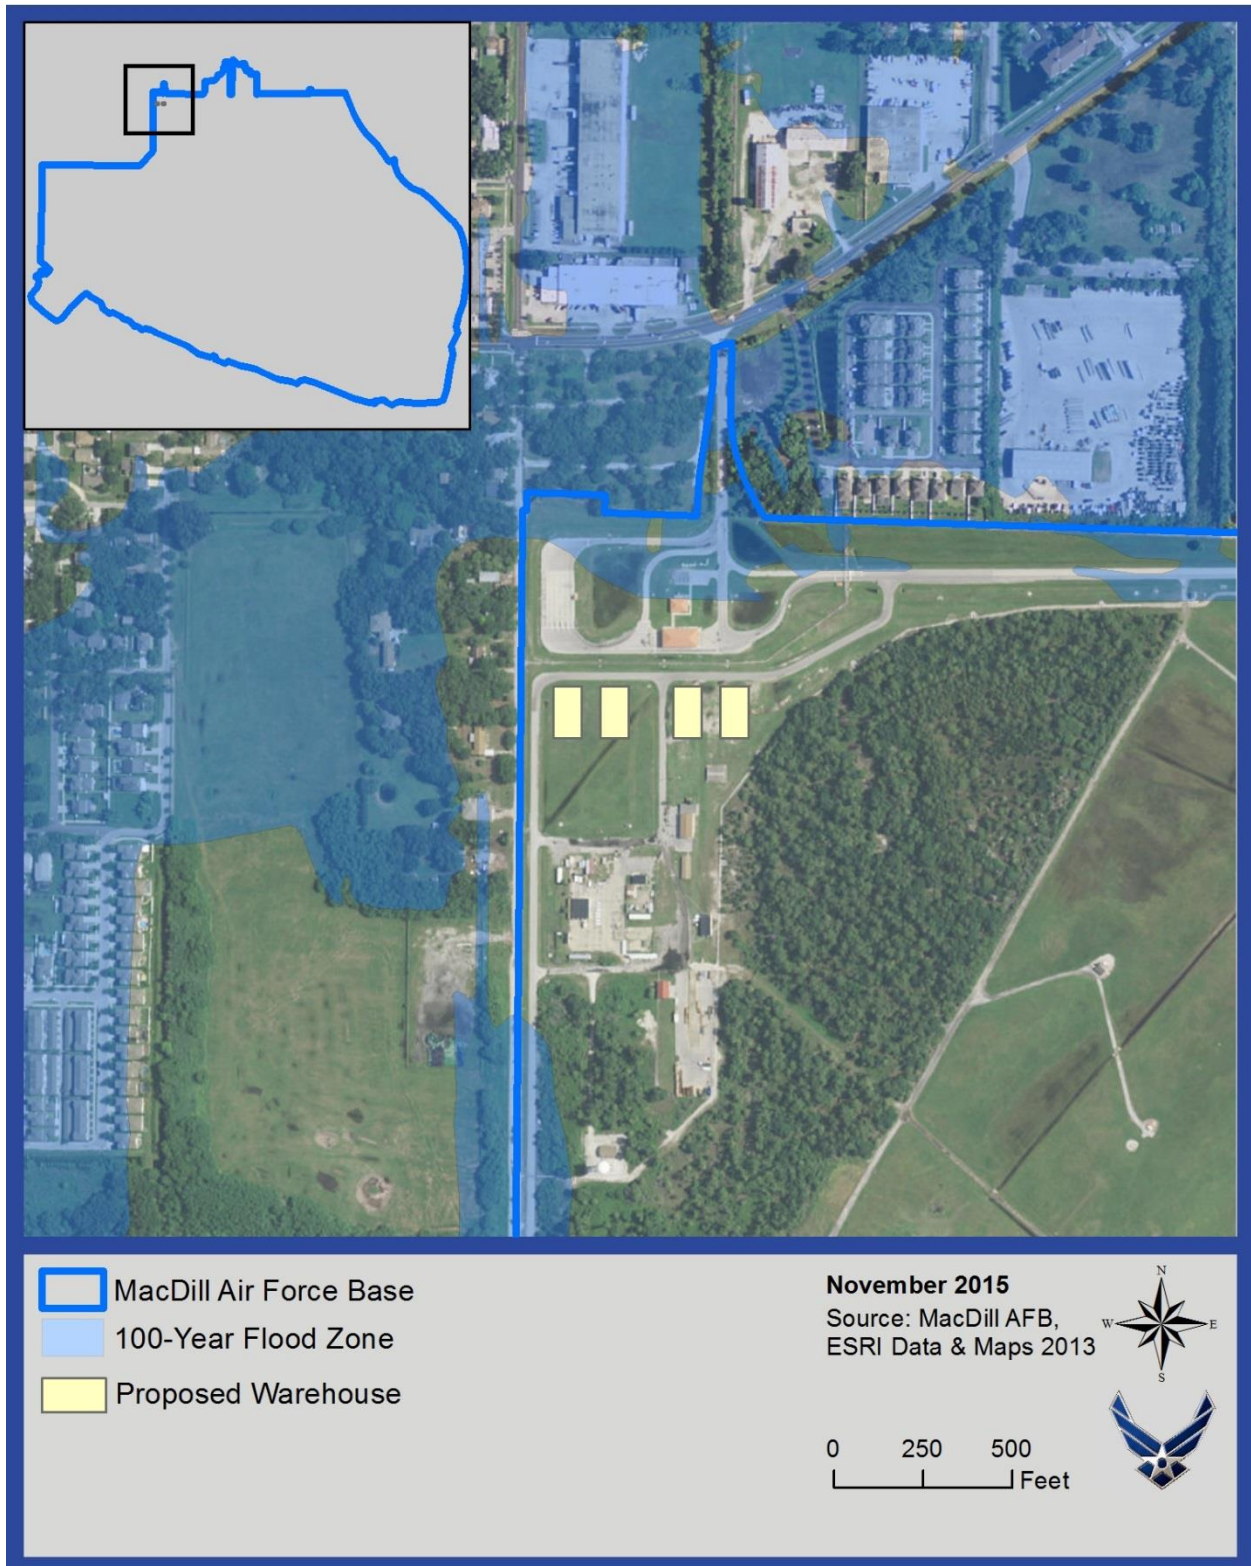 MacDill Air Force Base
100-Year Flood Zone
Proposed Warehouse
November 2015
Source: MacDill AFB,
ESRI Data & Maps 2013
N
W E
S
0 250 500
Feet